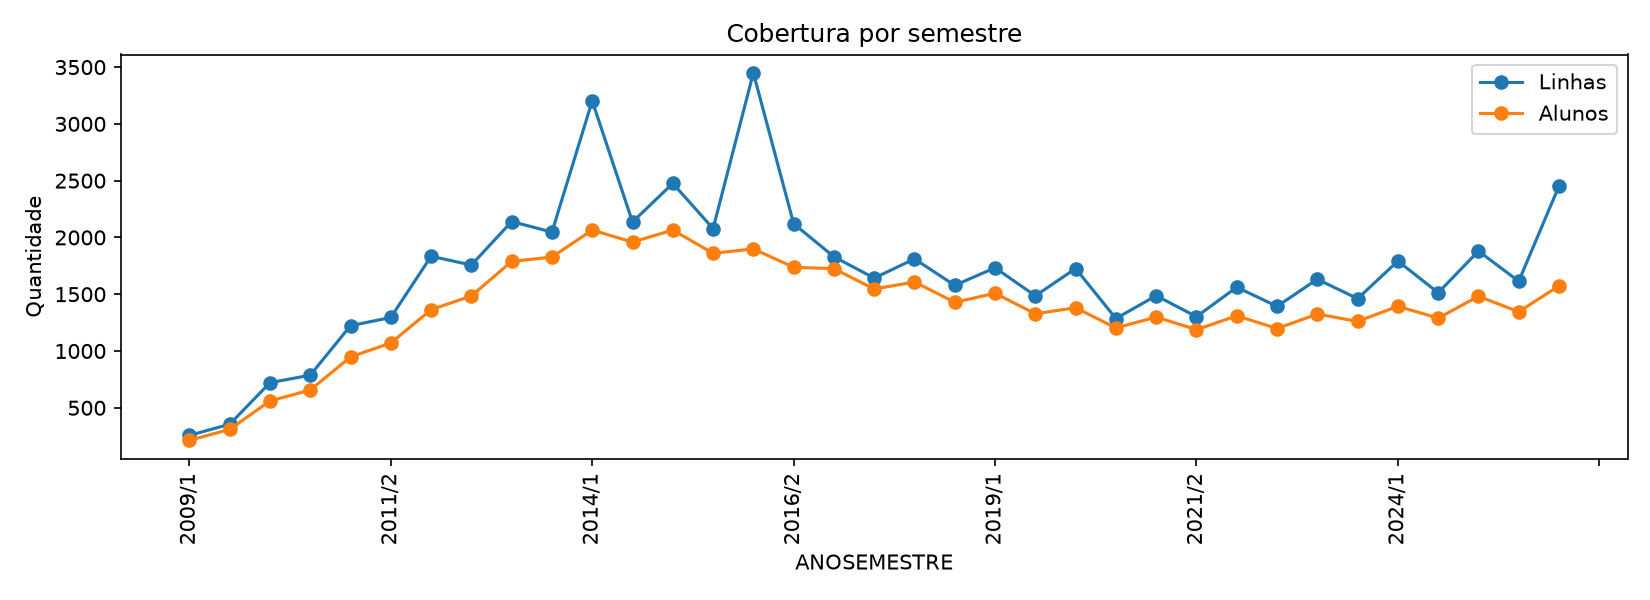 Cobertura por semestre
Linhas
Alunos
3500
3000
2500
2000
1500
1000
500
Quantidade
2009/1
2011/2
2014/1
2016/2
2019/1
2021/2
2024/1
ANOSEMESTRE